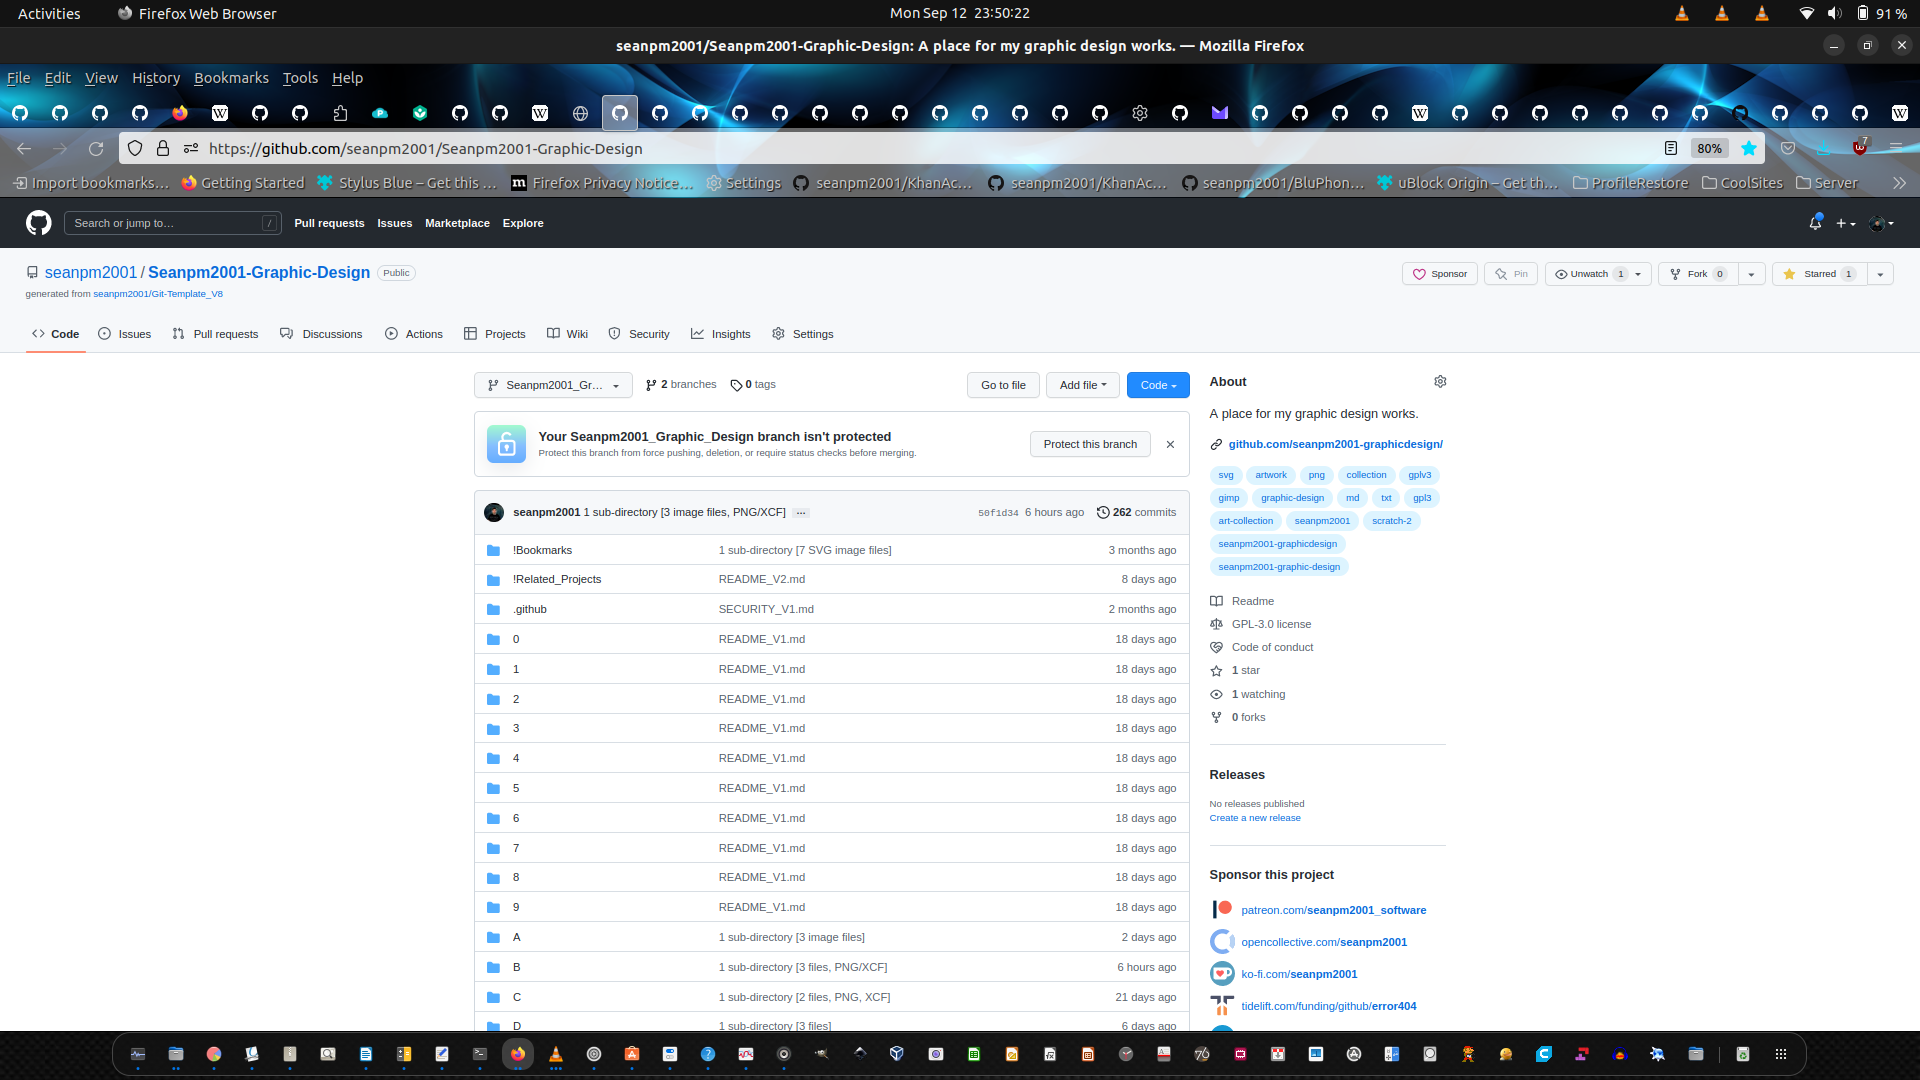 Activities Firefox Web Browser Mon Sep 12 23:50:22 91 %
seanpm2001/Seanpm2001-Graphic-Design: A place for my graphic design works. — Mozilla Firefox
File Edit View History Bookmarks Tools Help
https://github.com/seanpm2001/Seanpm2001-Graphic-Design 80% 7
Import bookmarks… Getting Started Stylus Blue – Get this … Firefox Privacy Notice… Settings seanpm2001/KhanAc… seanpm2001/KhanAc… seanpm2001/BluPhon… uBlock Origin – Get th… ProfileRestore CoolSites Server
Search or jump to… / Pull requests Issues Marketplace Explore
seanpm2001 / Seanpm2001-Graphic-Design Public Sponsor Pin Unwatch 1 Fork 0 Starred 1
generated from seanpm2001/Git-Template_V8
Code Issues Pull requests Discussions Actions Projects Wiki Security Insights Settings
Seanpm2001_Gr… 2 branches 0 tags Go to file Add file Code
Your Seanpm2001_Graphic_Design branch isn't protected
Protect this branch from force pushing, deletion, or require status checks before merging.
Protect this branch
seanpm2001 1 sub-directory [3 image files, PNG/XCF] … 50f1d34 6 hours ago 262 commits
!Bookmarks 1 sub-directory [7 SVG image files] 3 months ago
!Related_Projects README_V2.md 8 days ago
.github SECURITY_V1.md 2 months ago
0 README_V1.md 18 days ago
1 README_V1.md 18 days ago
2 README_V1.md 18 days ago
3 README_V1.md 18 days ago
4 README_V1.md 18 days ago
5 README_V1.md 18 days ago
6 README_V1.md 18 days ago
7 README_V1.md 18 days ago
8 README_V1.md 18 days ago
9 README_V1.md 18 days ago
A 1 sub-directory [3 image files] 2 days ago
B 1 sub-directory [3 files, PNG/XCF] 6 hours ago
C 1 sub-directory [2 files, PNG, XCF] 21 days ago
D 1 sub-directory [3 files] 6 days ago
About
A place for my graphic design works.
github.com/seanpm2001-graphicdesign/
svg artwork png collection gplv3
gimp graphic-design md txt gpl3
art-collection seanpm2001 scratch-2
seanpm2001-graphicdesign
seanpm2001-graphic-design
Readme
GPL-3.0 license
Code of conduct
1 star
1 watching
0 forks
Releases
No releases published
Create a new release
Sponsor this project
patreon.com/seanpm2001_software
opencollective.com/seanpm2001
ko-fi.com/seanpm2001
tidelift.com/funding/github/error404